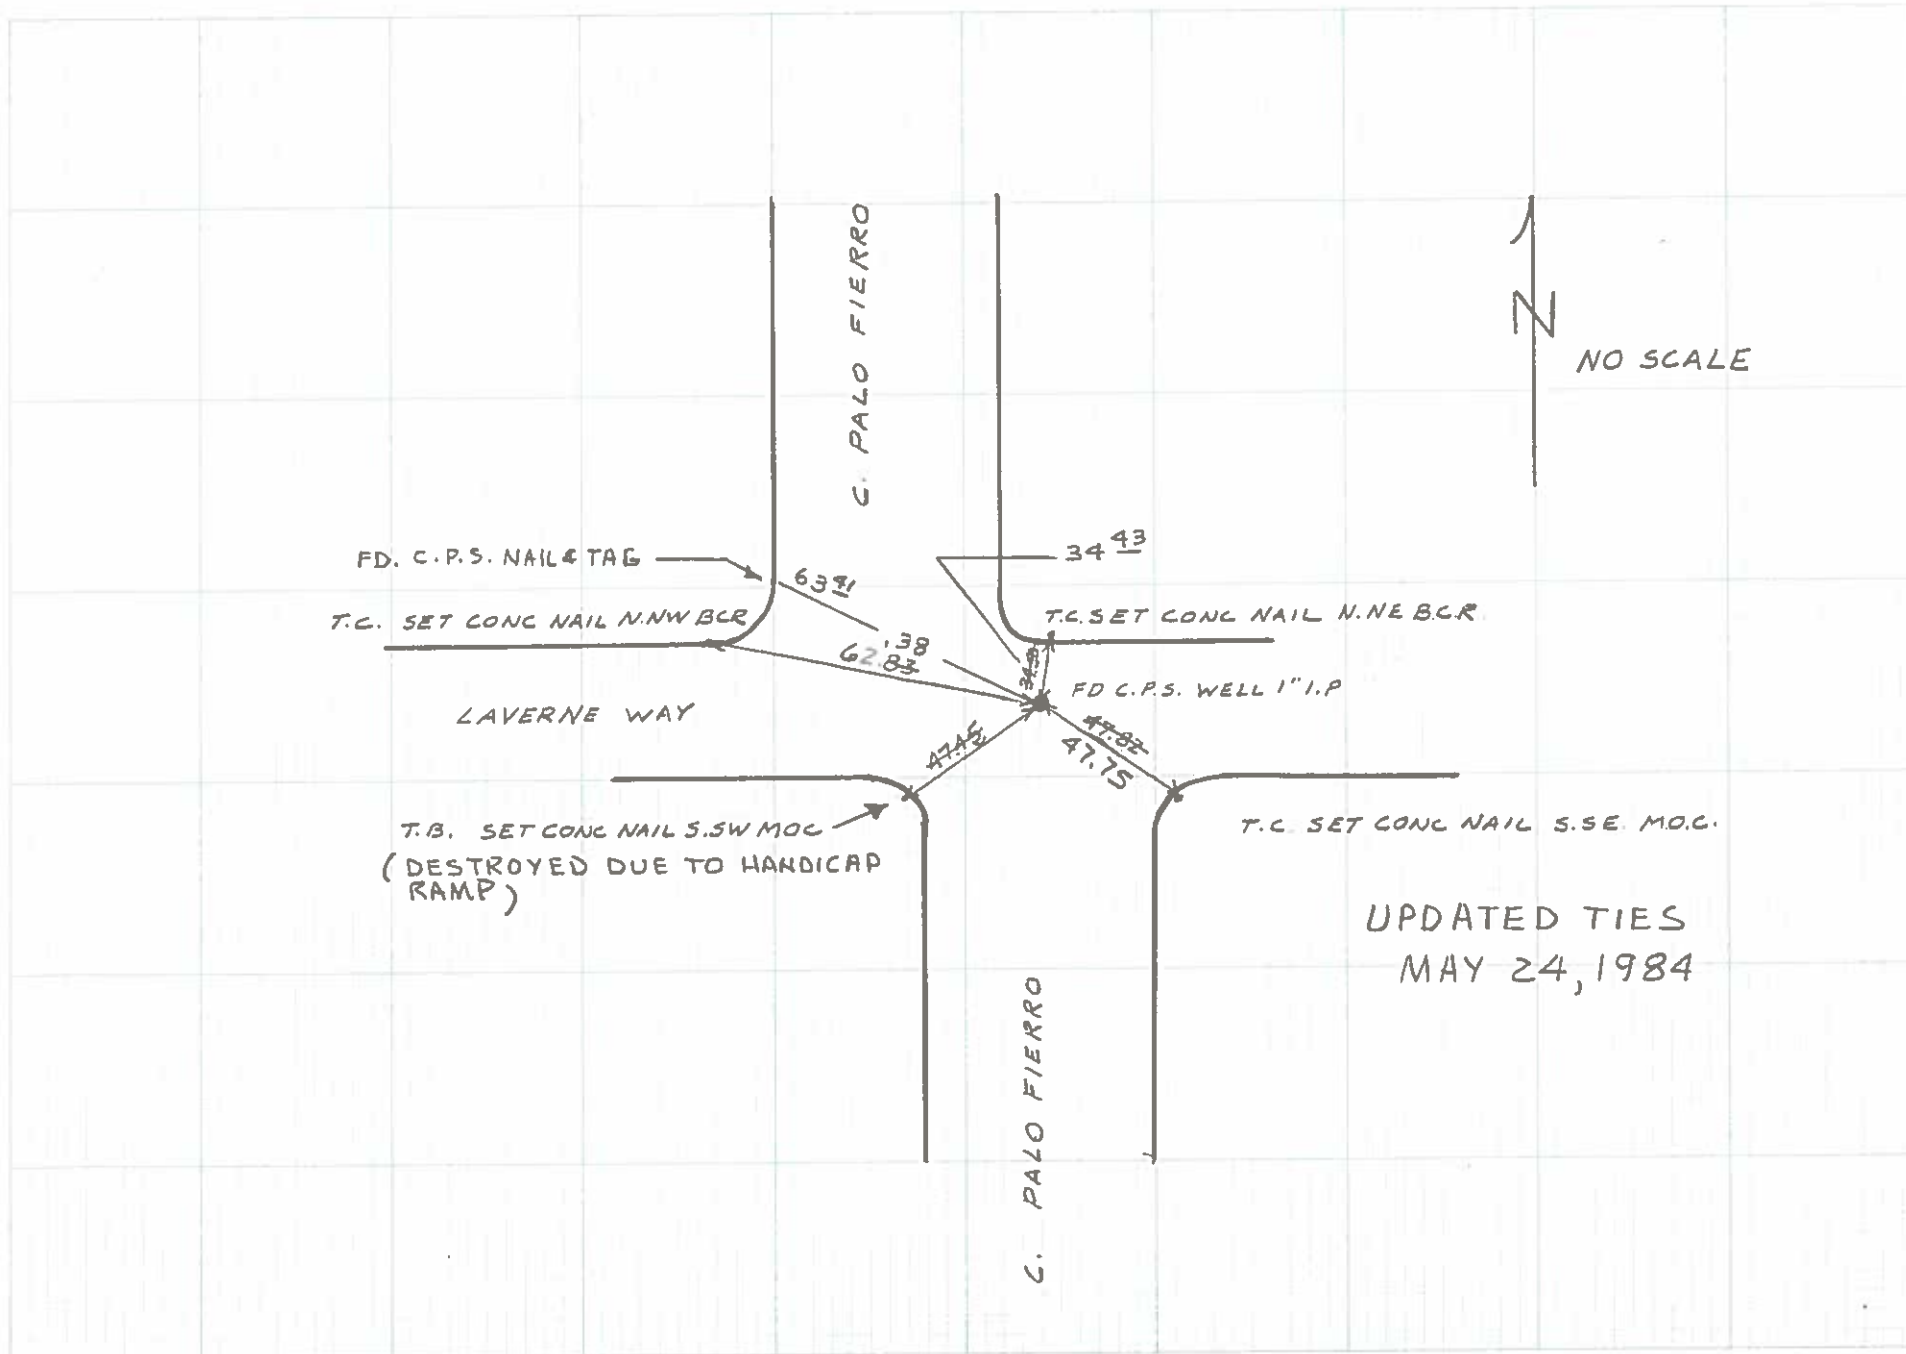 C. PALO FIERRO
N
NO SCALE
FD. C.P.S. NAIL & TAG
63.41
34.43
T.C. SET CONC NAIL N.NW BCR
T.C. SET CONC NAIL N.NE B.C.R.
.38
62.83
FD C.P.S. WELL 1" I.P
LAVERNE WAY
47.45
47.82
47.75
T.B. SET CONC NAIL S.SW MOC
(DESTROYED DUE TO HANDICAP
RAMP)
T.C. SET CONC NAIL S.SE. M.O.C.
UPDATED TIES
MAY 24, 1984
C. PALO FIERRO